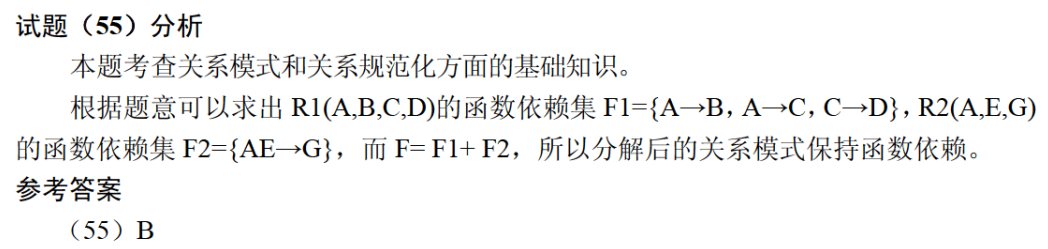 试题（55）分析
本题考查关系模式和关系规范化方面的基础知识。
根据题意可以求出 R1(A,B,C,D)的函数依赖集 F1={A→B，A→C，C→D}，R2(A,E,G)
的函数依赖集 F2={AE→G}，而 F= F1+ F2，所以分解后的关系模式保持函数依赖。
参考答案
（55）B